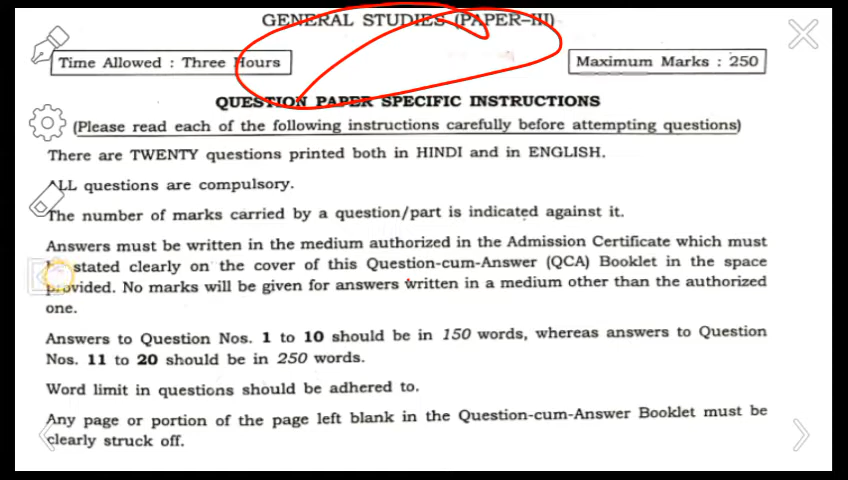 GENERAL STUDIES (PAPER–III)
Time Allowed : Three Hours
Maximum Marks : 250
QUESTION PAPER SPECIFIC INSTRUCTIONS
(Please read each of the following instructions carefully before attempting questions)
There are TWENTY questions printed both in HINDI and in ENGLISH.
ALL questions are compulsory.
The number of marks carried by a question/part is indicated against it.
Answers must be written in the medium authorized in the Admission Certificate which must
be stated clearly on the cover of this Question-cum-Answer (QCA) Booklet in the space
provided. No marks will be given for answers written in a medium other than the authorized
one.
Answers to Question Nos. 1 to 10 should be in 150 words, whereas answers to Question
Nos. 11 to 20 should be in 250 words.
Word limit in questions should be adhered to.
Any page or portion of the page left blank in the Question-cum-Answer Booklet must be
clearly struck off.